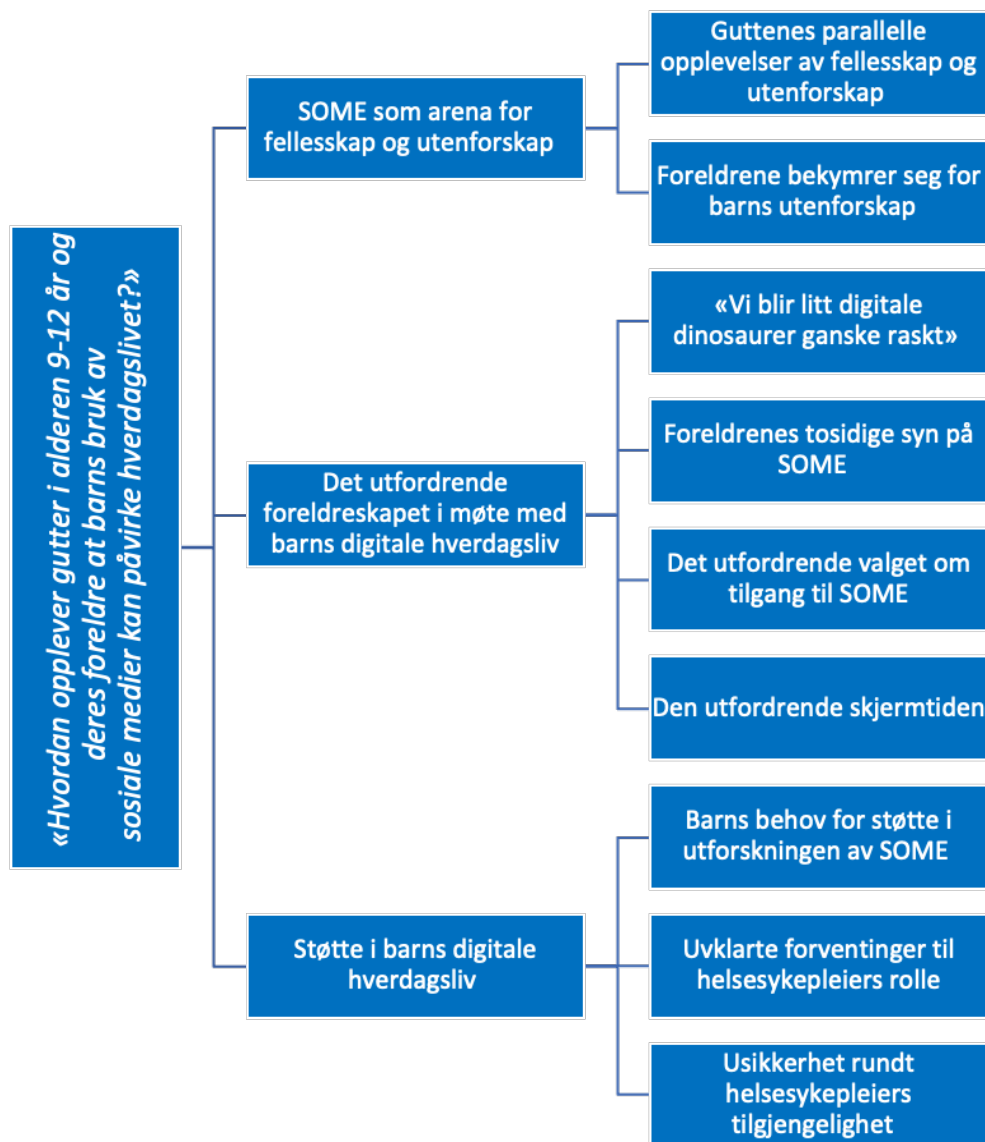 «Hvordan opplever gutter i alderen 9-12 år og
deres foreldre at barns bruk av
sosiale medier kan påvirke hverdagslivet?»
SOME som arena for
fellesskap og utenforskap
Guttenes parallelle
opplevelser av fellesskap og
utenforskap
Foreldrene bekymrer seg for
barns utenforskap
Det utfordrende
foreldreskapet i møte med
barns digitale hverdagsliv
«Vi blir litt digitale
dinosaurer ganske raskt»
Foreldrenes tosidige syn på
SOME
Det utfordrende valget om
tilgang til SOME
Den utfordrende skjermtiden
Støtte i barns digitale
hverdagsliv
Barns behov for støtte i
utforskningen av SOME
Uvklarte forventinger til
helsesykepleiers rolle
Usikkerhet rundt
helsesykepleiers
tilgjengelighet